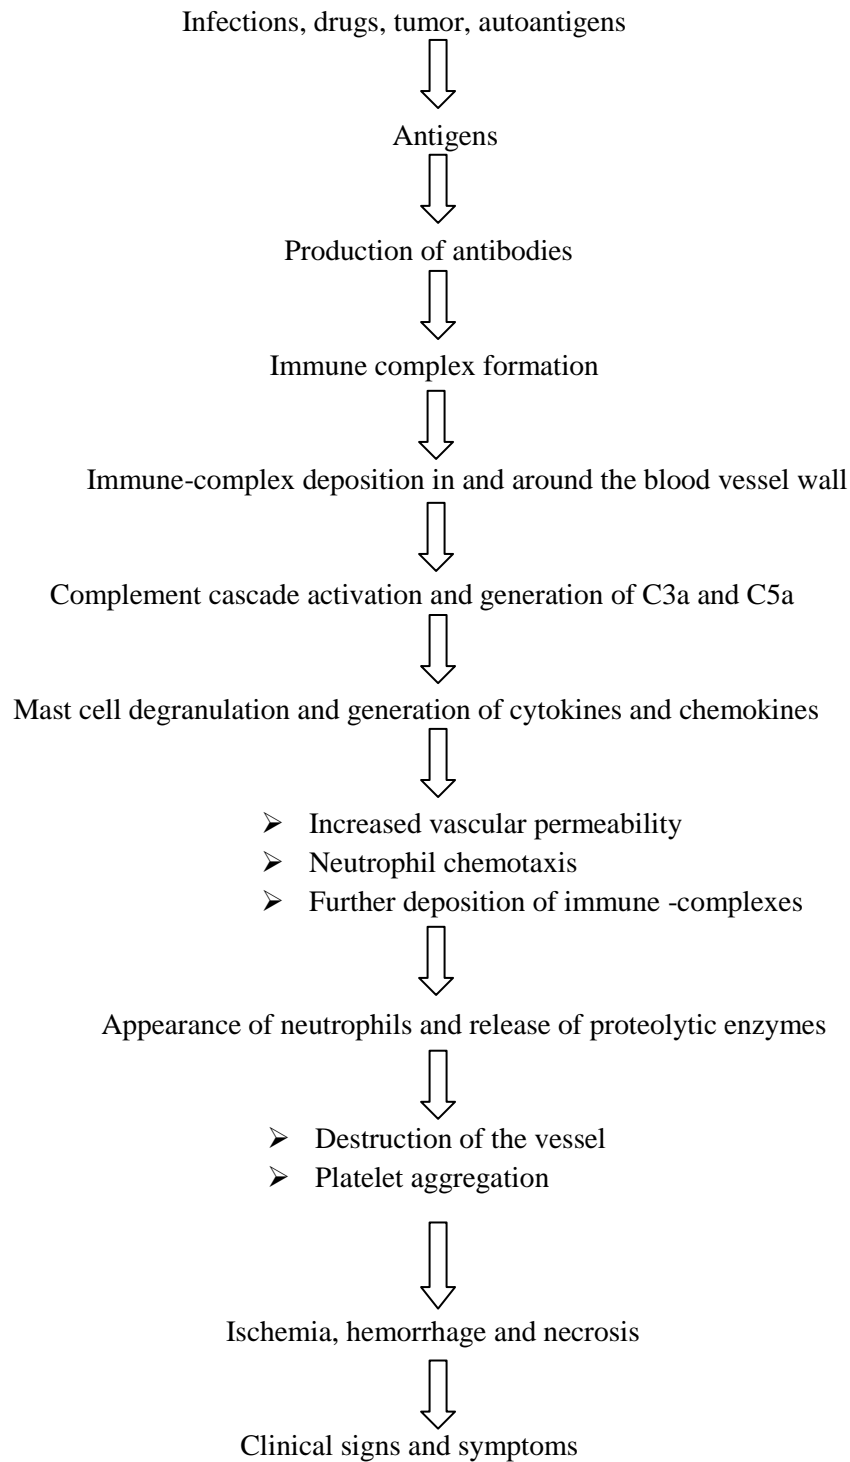 Infections, drugs, tumor, autoantigens
Antigens
Production of antibodies
Immune complex formation
Immune-complex deposition in and around the blood vessel wall
Complement cascade activation and generation of C3a and C5a
Mast cell degranulation and generation of cytokines and chemokines
➢ Increased vascular permeability
➢ Neutrophil chemotaxis
➢ Further deposition of immune -complexes
Appearance of neutrophils and release of proteolytic enzymes
➢ Destruction of the vessel
➢ Platelet aggregation
Ischemia, hemorrhage and necrosis
Clinical signs and symptoms